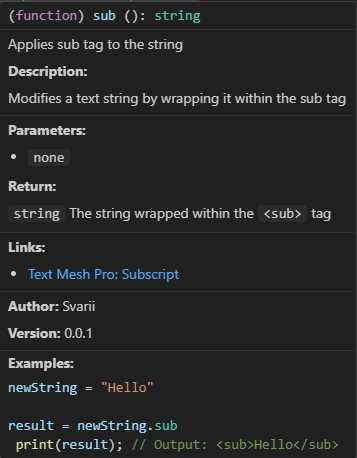 (function) sub (): string
Applies sub tag to the string
Description:
Modifies a text string by wrapping it within the sub tag
Parameters:
• none
Return:
string The string wrapped within the <sub> tag
Links:
• Text Mesh Pro: Subscript
Author: Svarii
Version: 0.0.1
Examples:
newString = "Hello"
result = newString.sub
print(result); // Output: <sub>Hello</sub>